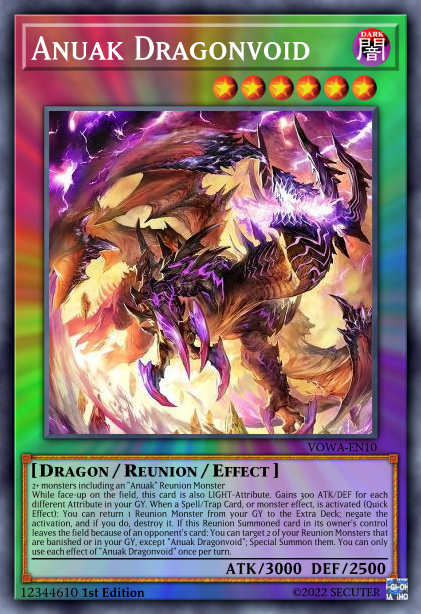 ANUAK DRAGONVOID
DARK
闇
VOWA-EN10
[DRAGON / REUNION / EFFECT]
2+ monsters including an "Anuak" Reunion Monster
While face-up on the field, this card is also LIGHT-Attribute. Gains 300 ATK/DEF for each
different Attribute in your GY. When a Spell/Trap Card, or monster effect, is activated (Quick
Effect): You can return 1 Reunion Monster from your GY to the Extra Deck; negate the
activation, and if you do, destroy it. If this Reunion Summoned card in its owner's control
leaves the field because of an opponent's card: You can target 2 of your Reunion Monsters that
are banished or in your GY, except "Anuak Dragonvoid"; Special Summon them. You can only
use each effect of "Anuak Dragonvoid" once per turn.
ATK/3000 DEF/2500
12344610 1st Edition
©2022 SECUTER